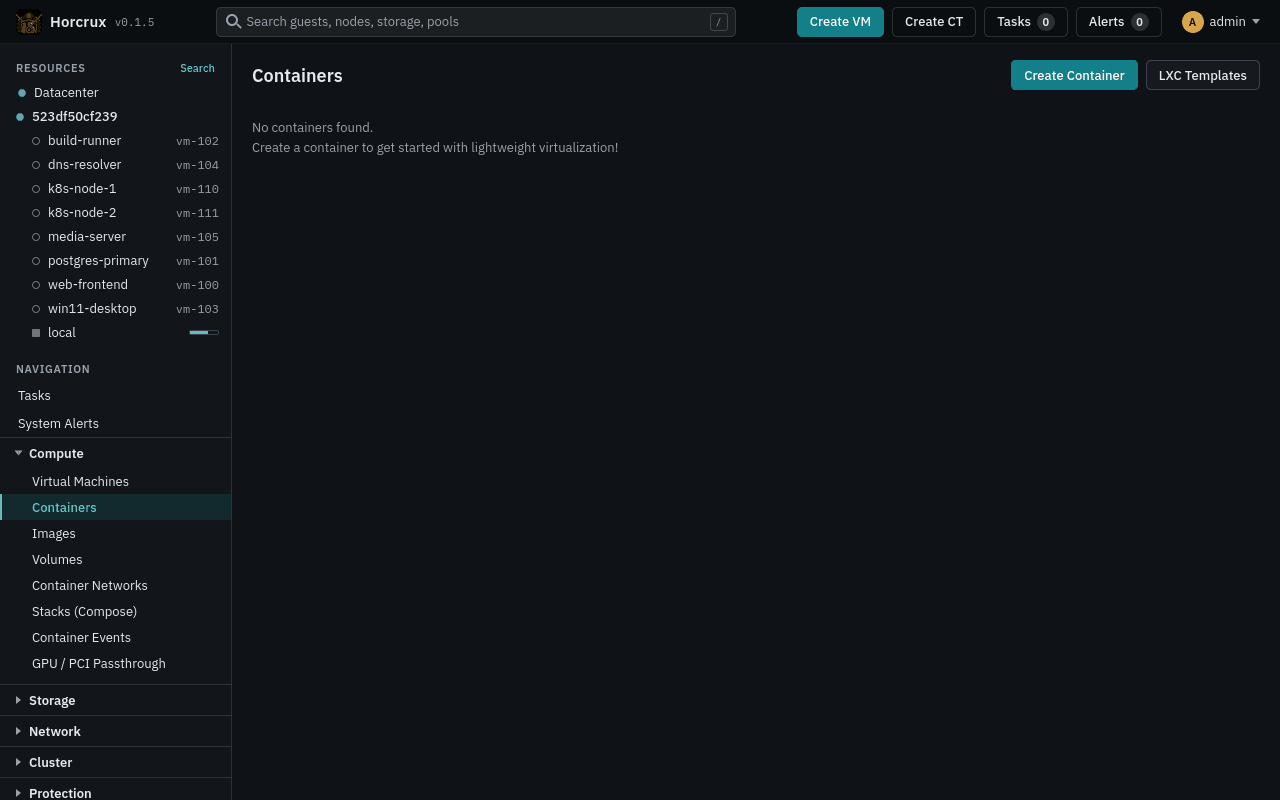 Horcrux v0.1.5
Search guests, nodes, storage, pools /
Create VM
Create CT
Tasks 0
Alerts 0
A admin
RESOURCES Search
Datacenter
523df50cf239
build-runner vm-102
dns-resolver vm-104
k8s-node-1 vm-110
k8s-node-2 vm-111
media-server vm-105
postgres-primary vm-101
web-frontend vm-100
win11-desktop vm-103
local
NAVIGATION
Tasks
System Alerts
Compute
Virtual Machines
Containers
Images
Volumes
Container Networks
Stacks (Compose)
Container Events
GPU / PCI Passthrough
Storage
Network
Cluster
Protection
Containers
Create Container
LXC Templates
No containers found.
Create a container to get started with lightweight virtualization!